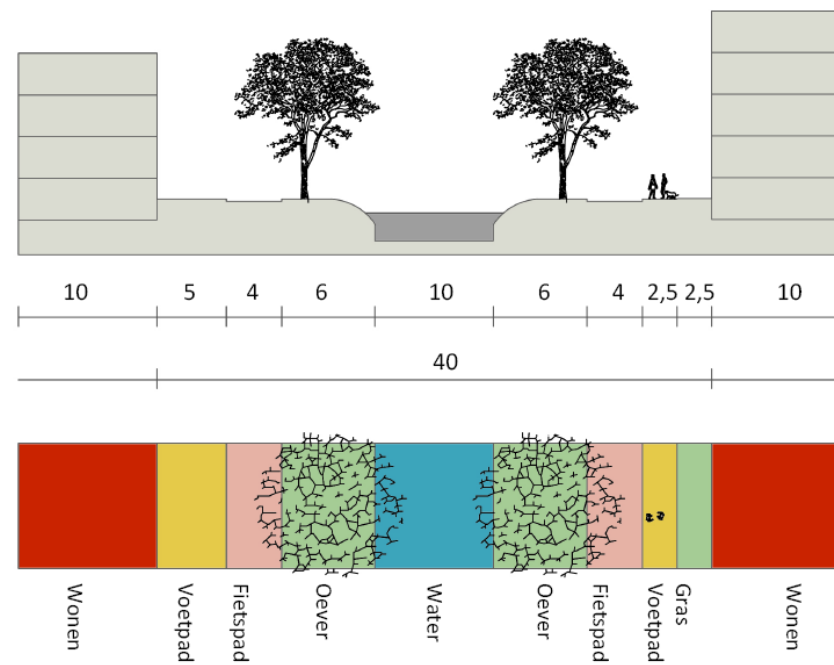 10 5 4 6 10 6 4 2,5 2,5 10
40
Wonen
Voetpad
Fietspad
Oever
Water
Oever
Fietspad
Voetpad
Gras
Wonen